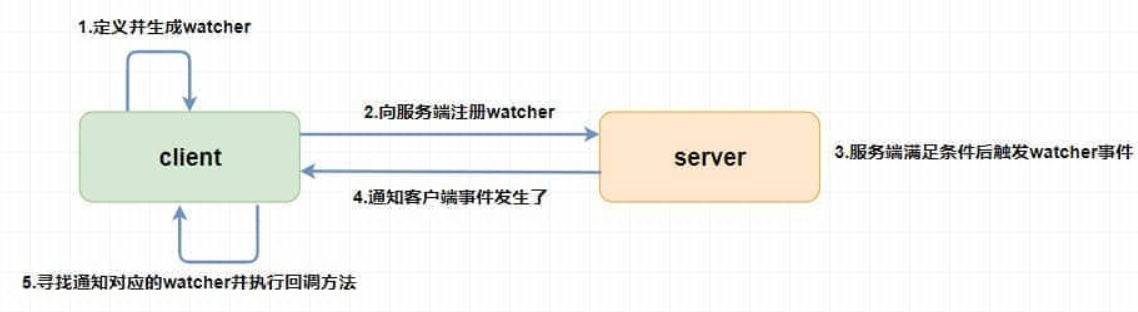 1.定义并生成watcher
2.向服务端注册watcher
client
server
3.服务端满足条件后触发watcher事件
4.通知客户端事件发生了
5.寻找通知对应的watcher并执行回调方法